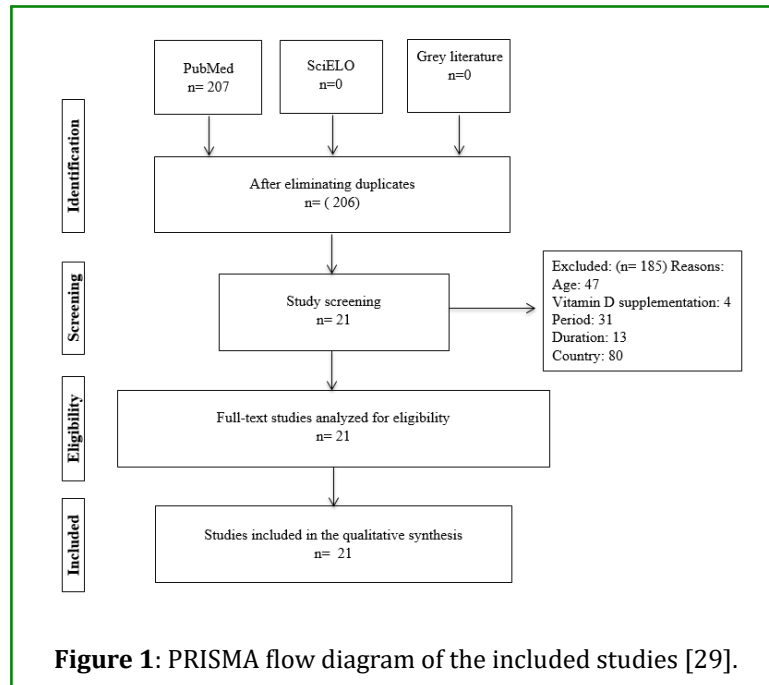 PubMed
n= 207
SciELO
n=0
Grey literature
n=0
Identification
After eliminating duplicates
n= ( 206)
Screening
Study screening
n= 21
Excluded: (n= 185) Reasons:
Age: 47
Vitamin D supplementation: 4
Period: 31
Duration: 13
Country: 80
Eligibility
Full-text studies analyzed for eligibility
n= 21
Included
Studies included in the qualitative synthesis
n= 21
Figure 1: PRISMA flow diagram of the included studies [29].